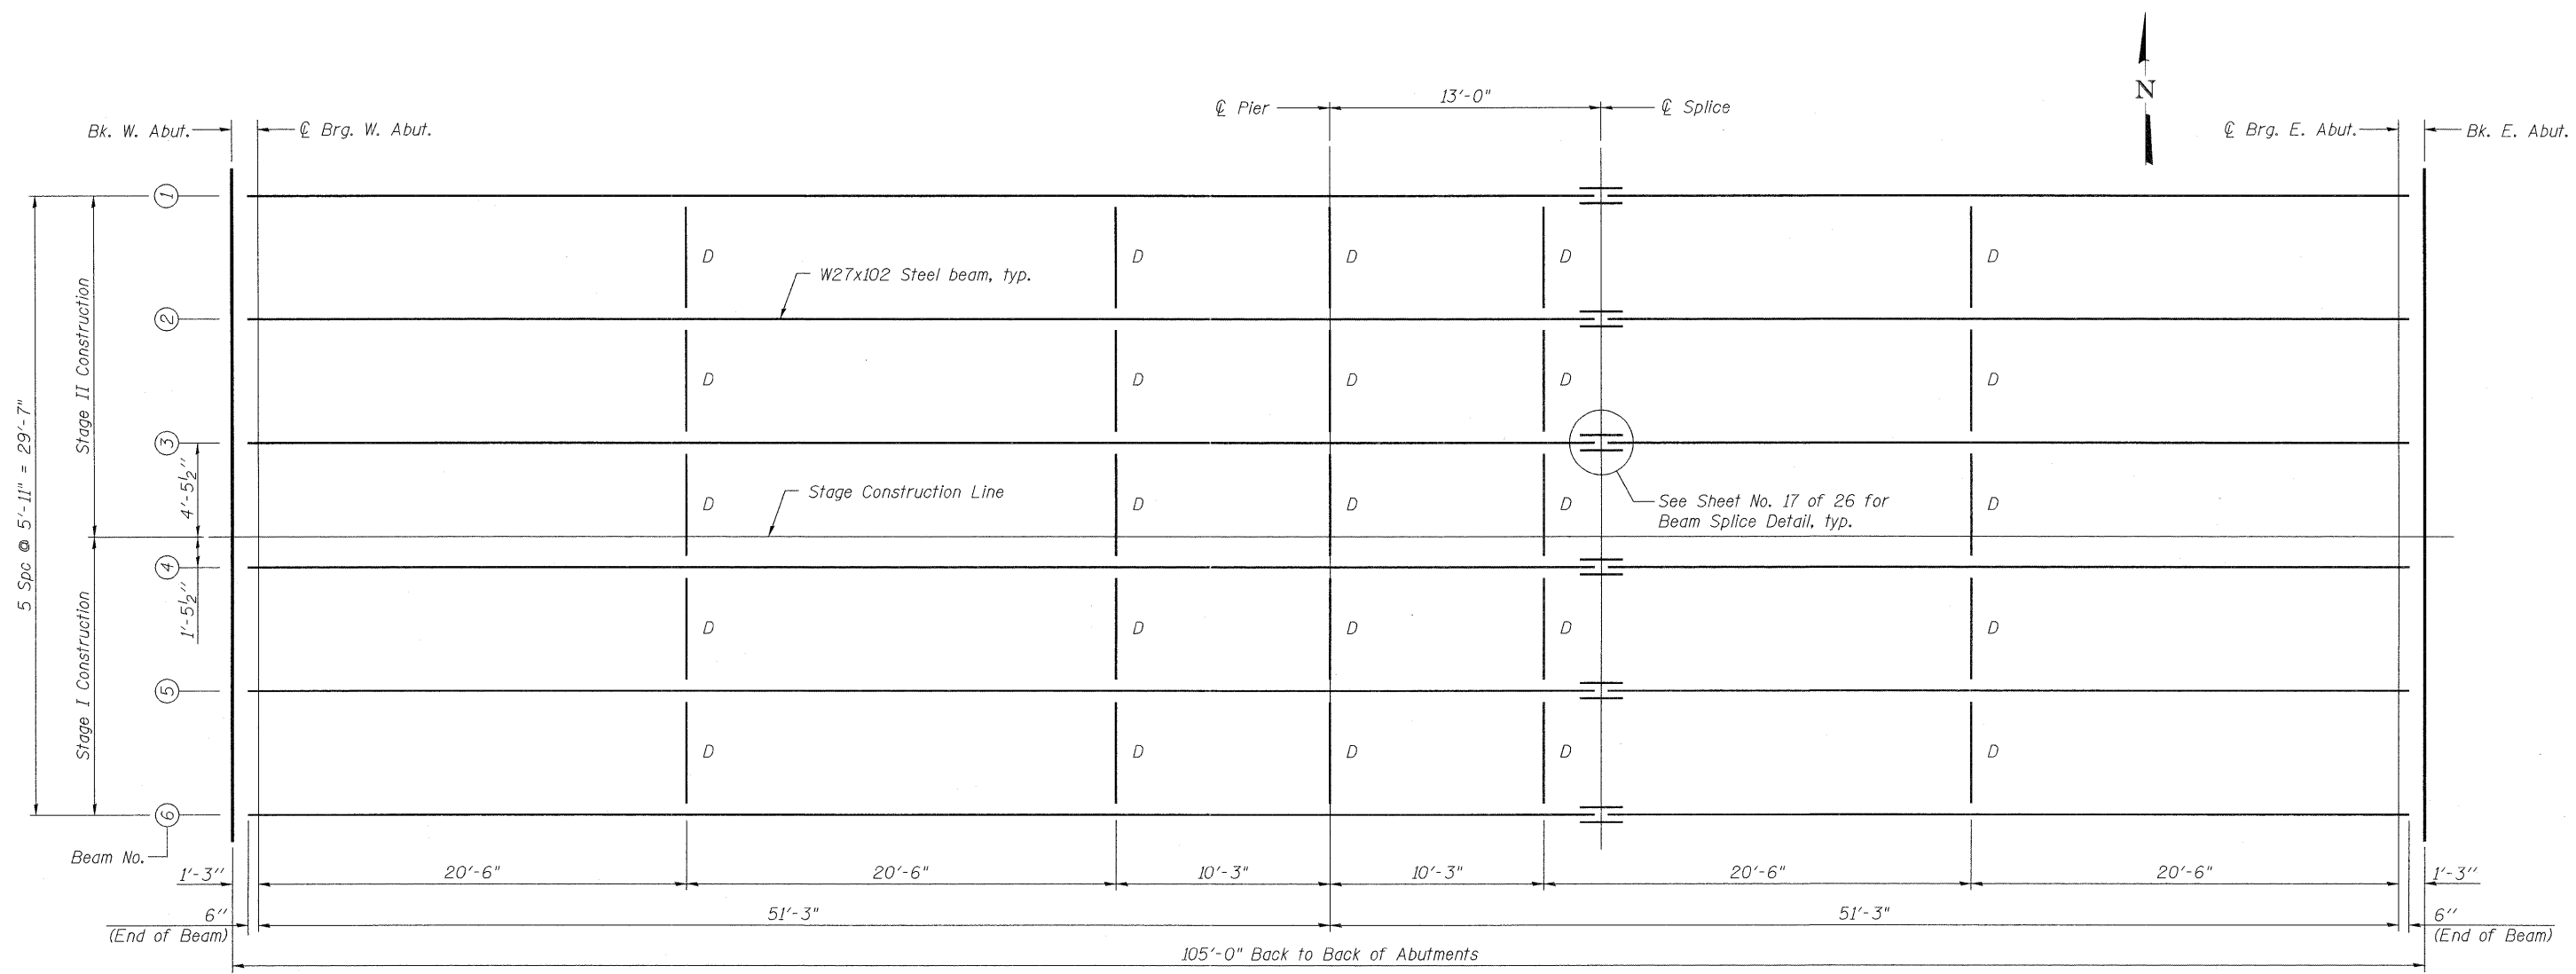 N
13'-0"
℄ Pier
℄ Splice
Bk. W. Abut.
℄ Brg. W. Abut.
℄ Brg. E. Abut.
Bk. E. Abut.
1
D D D D D
W27x102 Steel beam, typ.
2
D D D D D
3
Stage II Construction
5 Spc @ 5'-11" = 29'-7"
4'-5½"
Stage Construction Line
D D D D D
See Sheet No. 17 of 26 for
Beam Splice Detail, typ.
4
1'-5½"
Stage I Construction
D D D D D
5
D D D D D
6
Beam No.
1'-3"
20'-6"
20'-6"
10'-3"
10'-3"
20'-6"
20'-6"
1'-3"
6"
(End of Beam)
51'-3"
51'-3"
6"
(End of Beam)
105'-0" Back to Back of Abutments